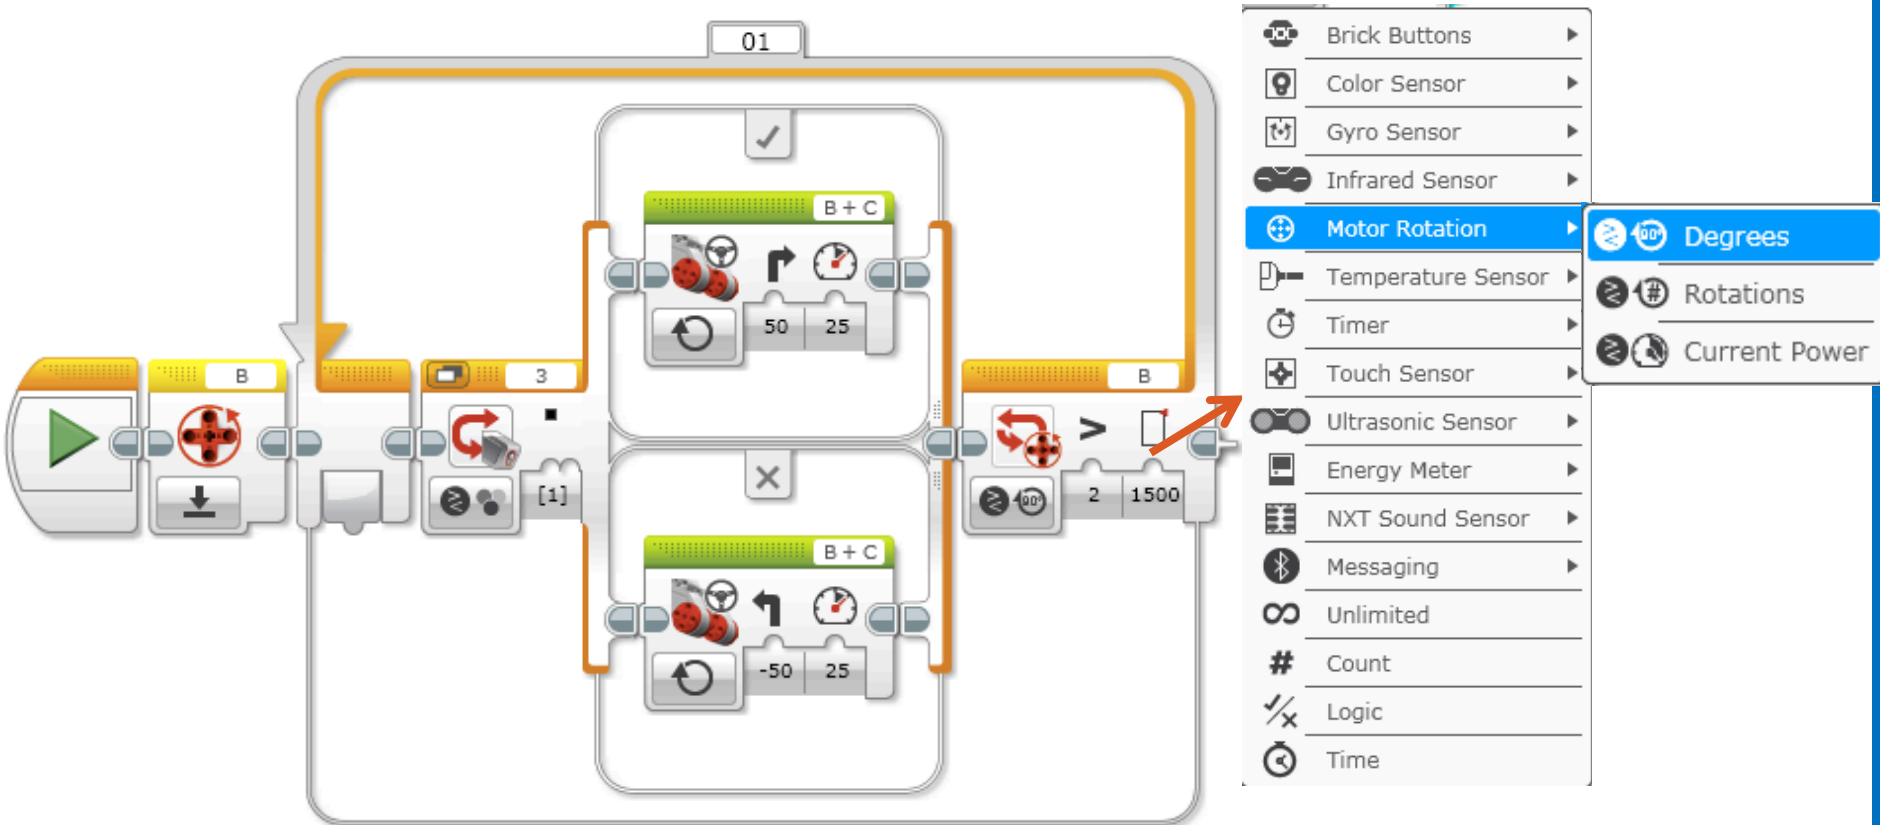 01
B
3
[1]
B + C
50 25
B + C
-50 25
B
> 2 1500
90°
Brick Buttons
Color Sensor
Gyro Sensor
Infrared Sensor
Motor Rotation
Temperature Sensor
Timer
Touch Sensor
Ultrasonic Sensor
Energy Meter
NXT Sound Sensor
Messaging
Unlimited
# Count
Logic
Time
90° Degrees
# Rotations
Current Power